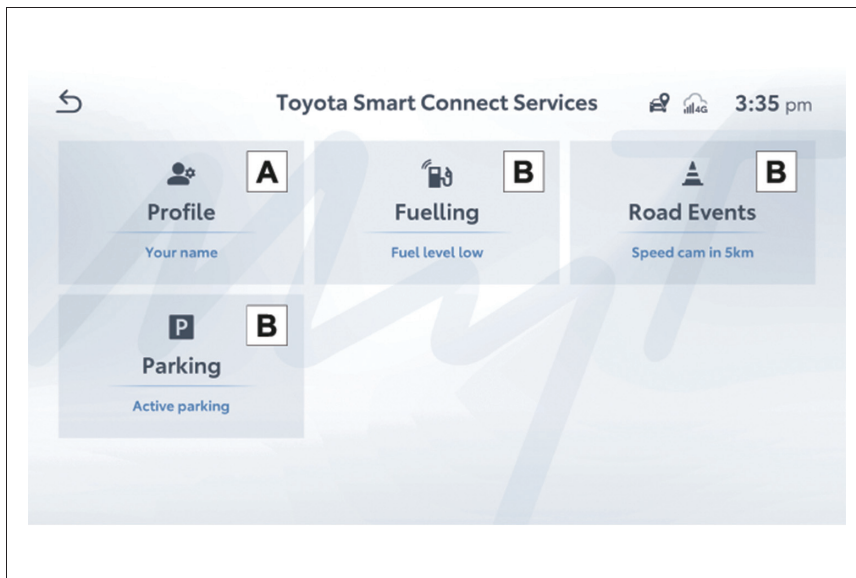 Toyota Smart Connect Services 4G 3:35 pm
A B B
Profile Fuelling Road Events
Your name Fuel level low Speed cam in 5km
P B
Parking
Active parking
MyT